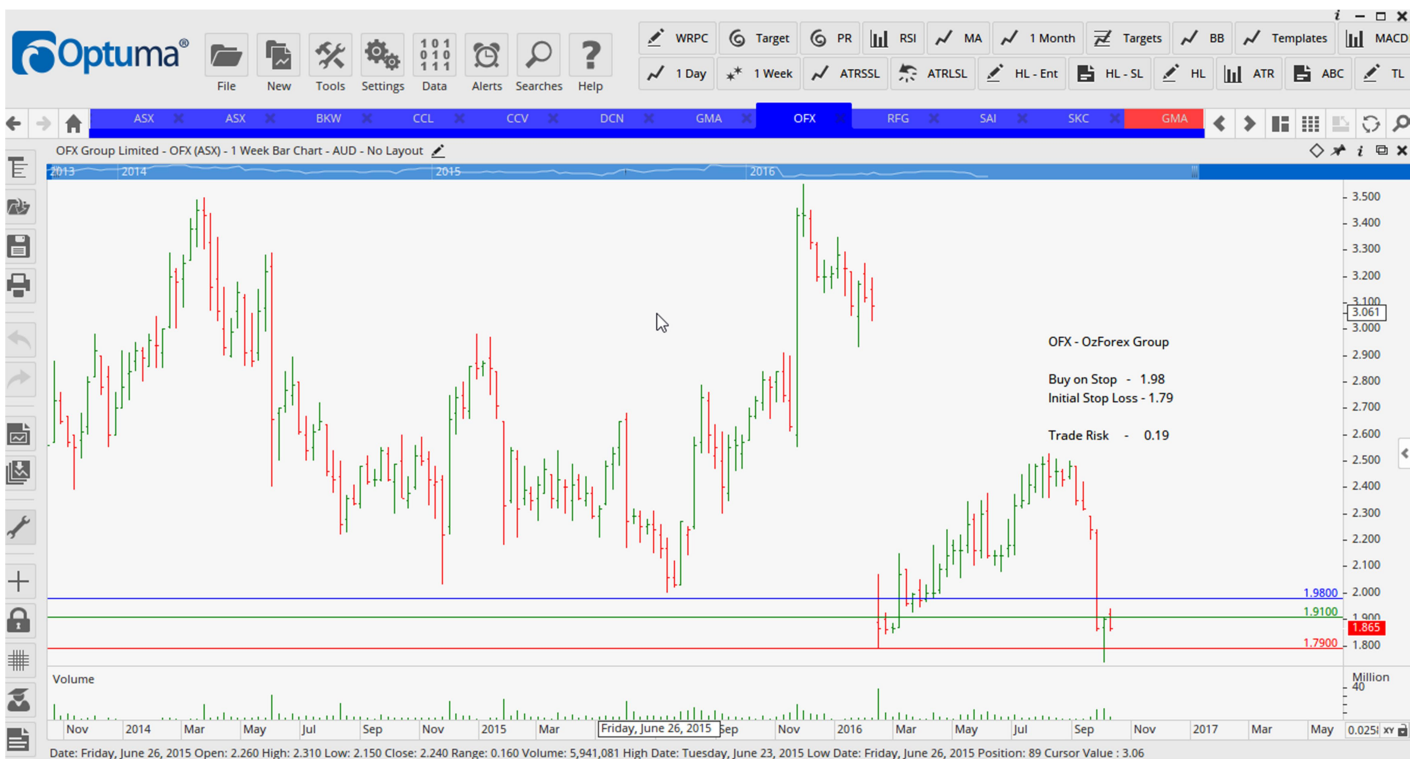 i
Optuma®
File New Tools Settings Data Alerts Searches Help
101
010
111
WRPC Target PR RSI MA 1 Month Targets BB Templates MACD
1 Day 1 Week ATRSSL ATRLSL HL - Ent HL - SL HL ATR ABC TL
ASX ASX BKW CCL CCV DCN GMA OFX RFG SAI SKC GMA
OFX Group Limited - OFX (ASX) - 1 Week Bar Chart - AUD - No Layout
i
2013 2014 2015 2016
3.500
3.400
3.300
3.200
3.100
3.061
3.000
2.900
2.800
2.700
2.600
2.500
2.400
2.300
2.200
2.100
2.000
1.900
1.865
1.800
OFX - OzForex Group
Buy on Stop - 1.98
Initial Stop Loss - 1.79
Trade Risk - 0.19
1.9800
1.9100
1.7900
Volume
Million
40
Nov 2014 Mar May Jul Sep Nov 2015 Mar Friday, June 26, 2015 Sep Nov 2016 Mar May Jul Sep Nov 2017 Mar May XY
Date: Friday, June 26, 2015 Open: 2.260 High: 2.310 Low: 2.150 Close: 2.240 Range: 0.160 Volume: 5,941,081 High Date: Tuesday, June 23, 2015 Low Date: Friday, June 26, 2015 Position: 89 Cursor Value : 3.06